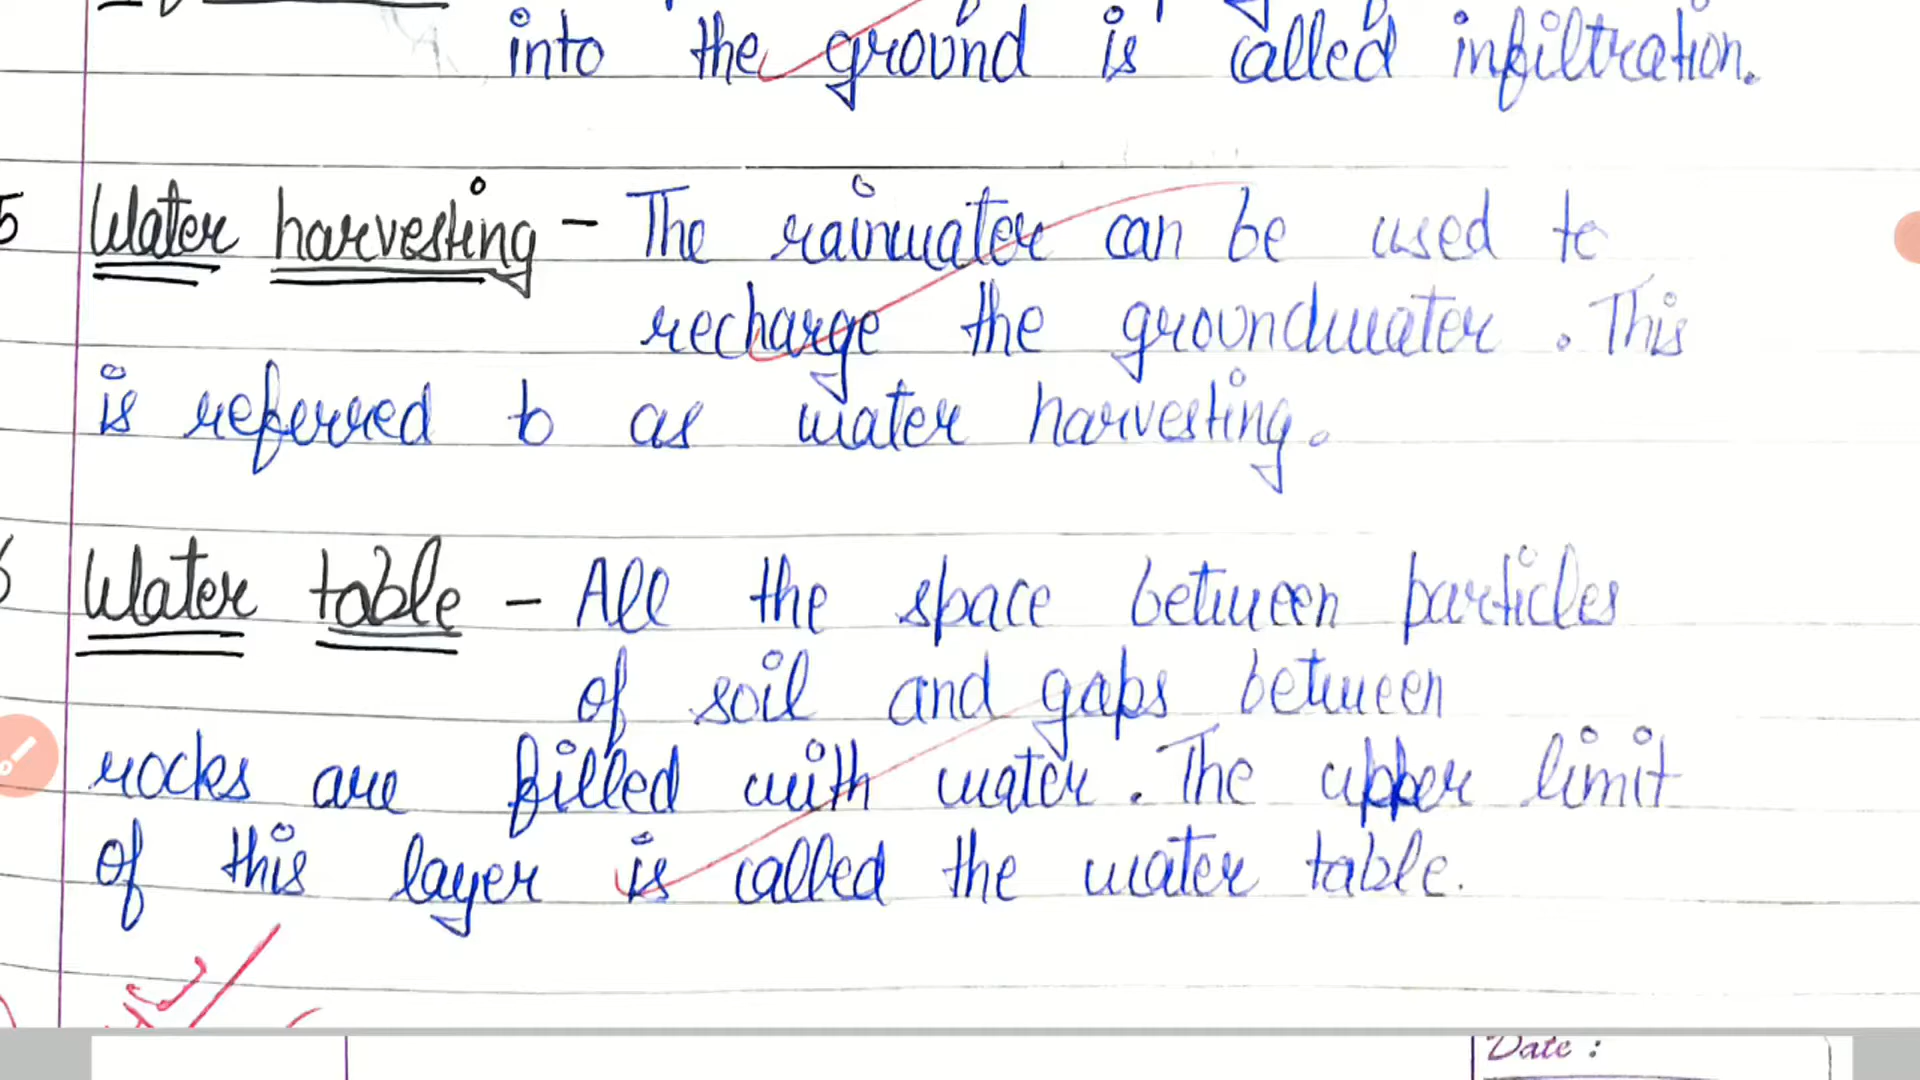 into the ground is called infiltration.
5 Water harvesting - The rainwater can be used to
recharge the groundwater. This
is referred to as water harvesting.
6 Water table - All the space between particles
of soil and gaps between
rocks are filled with water. The upper limit
of this layer is called the water table.
Date :